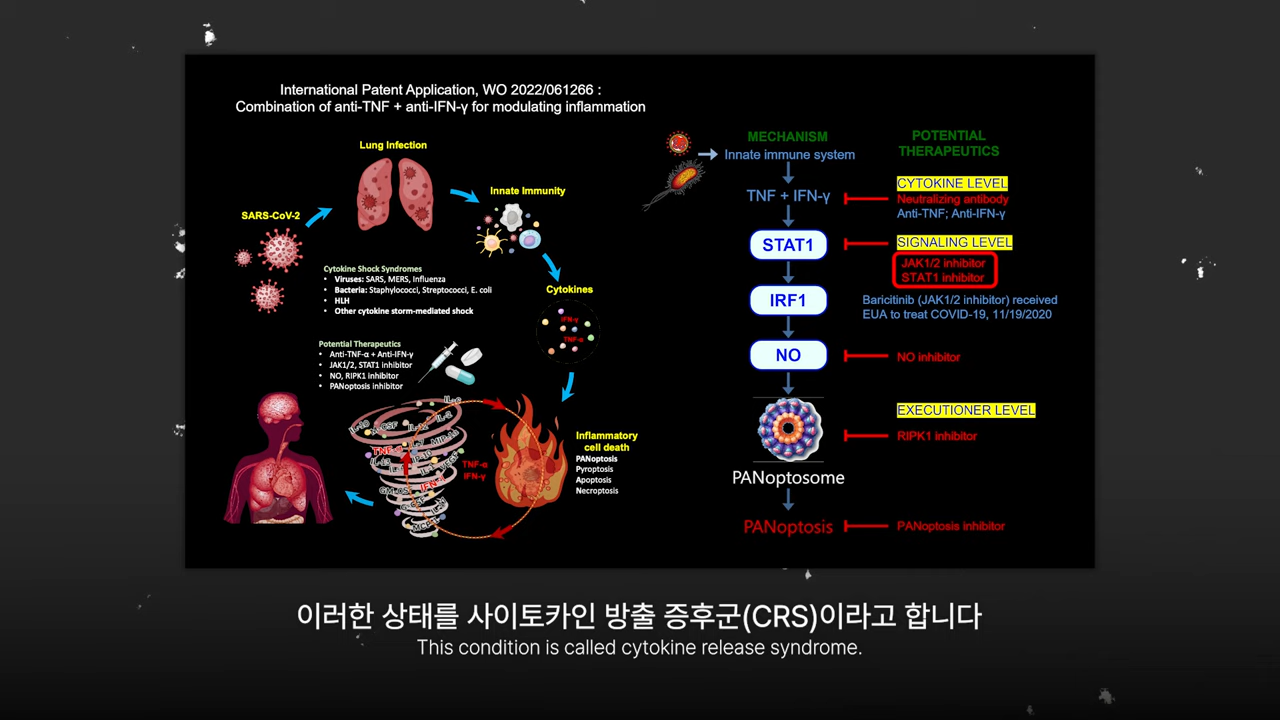 International Patent Application, WO 2022/061266 :
Combination of anti-TNF + anti-IFN-γ for modulating inflammation
Lung Infection
Innate Immunity
SARS-CoV-2
Cytokine Shock Syndromes
• Viruses: SARS, MERS, Influenza
• Bacteria: Staphylococci, Streptococci, E. coli
• HLH
• Other cytokine storm-mediated shock
Cytokines
IFN-γ
TNF-α
Potential Therapeutics
• Anti-TNF-α + Anti-IFN-γ
• JAK1/2, STAT1 inhibitor
• NO, RIPK1 inhibitor
• PANoptosis inhibitor
TNF-α
IFN-γ
Inflammatory
cell death
PANoptosis
Pyroptosis
Apoptosis
Necroptosis
MECHANISM
Innate immune system
TNF + IFN-γ
STAT1
IRF1
NO
PANoptosome
PANoptosis
POTENTIAL
THERAPEUTICS
CYTOKINE LEVEL
Neutralizing antibody
Anti-TNF; Anti-IFN-γ
SIGNALING LEVEL
JAK1/2 inhibitor
STAT1 inhibitor
Baricitinib (JAK1/2 inhibitor) received
EUA to treat COVID-19, 11/19/2020
NO inhibitor
EXECUTIONER LEVEL
RIPK1 inhibitor
PANoptosis inhibitor
이러한 상태를 사이토카인 방출 증후군(CRS)이라고 합니다
This condition is called cytokine release syndrome.